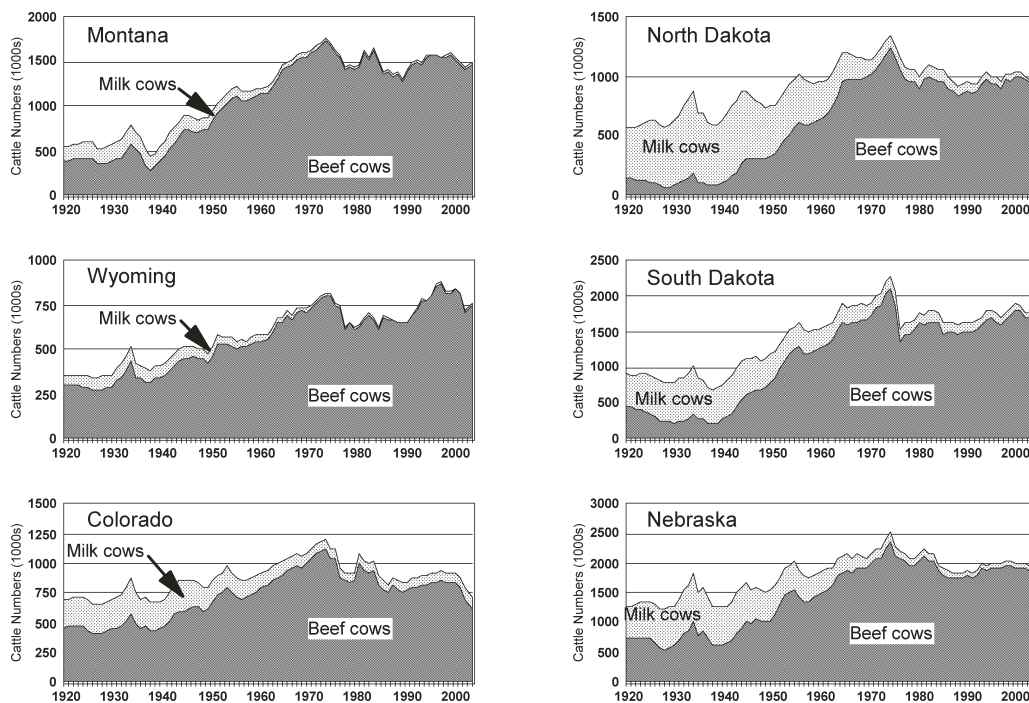 2000
1500
1000
500
0
Cattle Numbers (1000s)
Montana
Milk cows
Beef cows
1920 1930 1940 1950 1960 1970 1980 1990 2000
1500
1000
500
0
Cattle Numbers (1000s)
North Dakota
Milk cows
Beef cows
1920 1930 1940 1950 1960 1970 1980 1990 2000
1000
750
500
250
0
Cattle Numbers (1000s)
Wyoming
Milk cows
Beef cows
1920 1930 1940 1950 1960 1970 1980 1990 2000
2500
2000
1500
1000
500
0
Cattle Numbers (1000s)
South Dakota
Milk cows
Beef cows
1920 1930 1940 1950 1960 1970 1980 1990 2000
1500
1250
1000
750
500
250
0
Cattle Numbers (1000s)
Colorado
Milk cows
Beef cows
1920 1930 1940 1950 1960 1970 1980 1990 2000
3000
2500
2000
1500
1000
500
0
Cattle Numbers (1000s)
Nebraska
Milk cows
Beef cows
1920 1930 1940 1950 1960 1970 1980 1990 2000